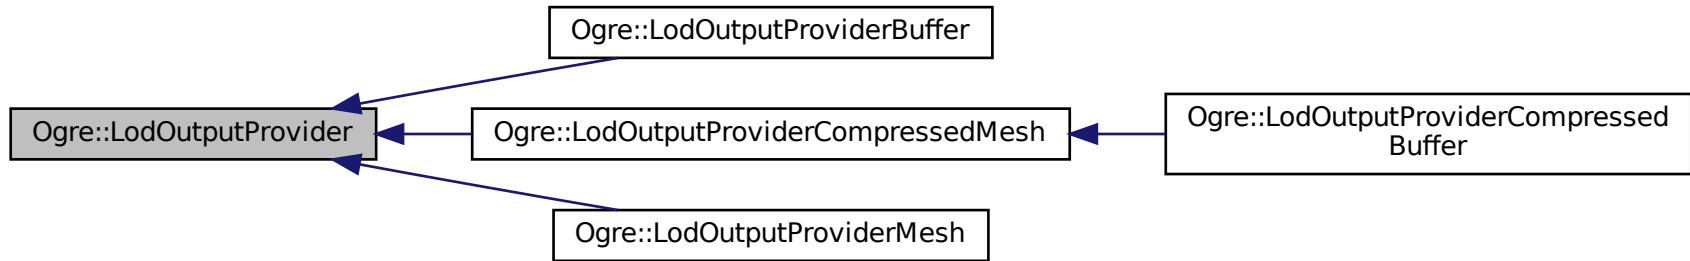 Ogre::LodOutputProviderBuffer
Ogre::LodOutputProvider
Ogre::LodOutputProviderCompressedMesh
Ogre::LodOutputProviderCompressed
Buffer
Ogre::LodOutputProviderMesh